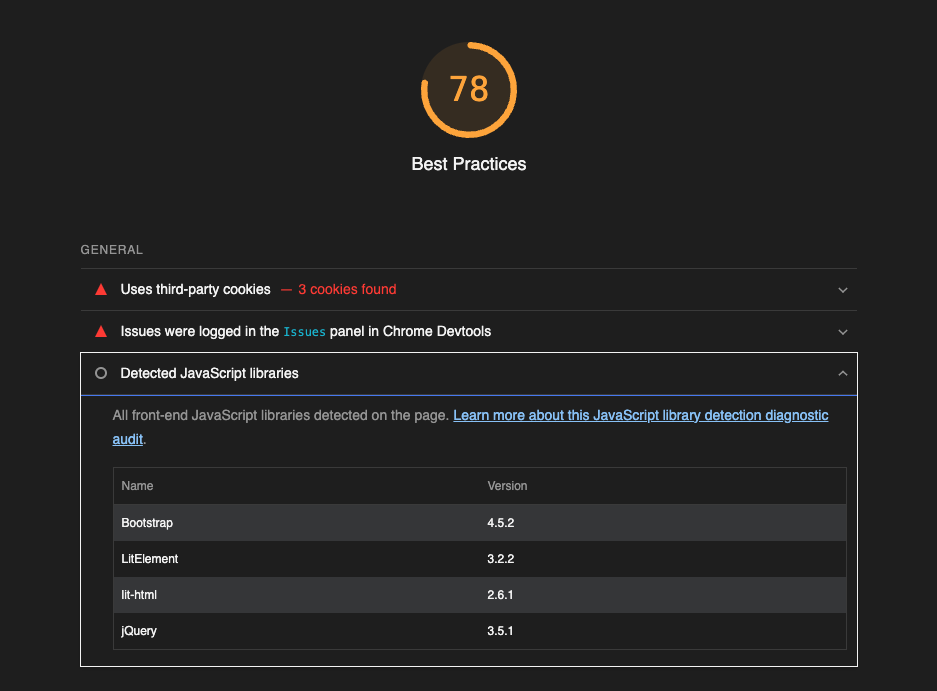 78
Best Practices
GENERAL
Uses third-party cookies — 3 cookies found
Issues were logged in the Issues panel in Chrome Devtools
Detected JavaScript libraries
All front-end JavaScript libraries detected on the page. Learn more about this JavaScript library detection diagnostic
audit.
Name Version
Bootstrap 4.5.2
LitElement 3.2.2
lit-html 2.6.1
jQuery 3.5.1